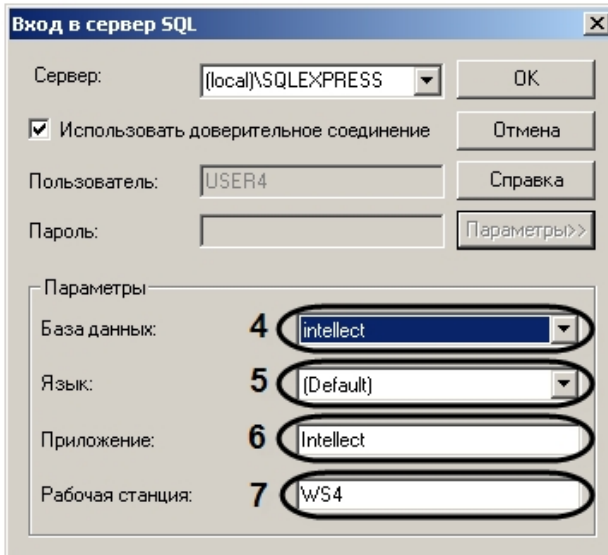 Вход в сервер SQL
Сервер: (local)\SQLEXPRESS OK
Использовать доверительное соединение Отмена
Пользователь: USER4 Справка
Пароль: Параметры>>
Параметры
База данных: 4 intellect
Язык: 5 (Default)
Приложение: 6 Intellect
Рабочая станция: 7 WS4